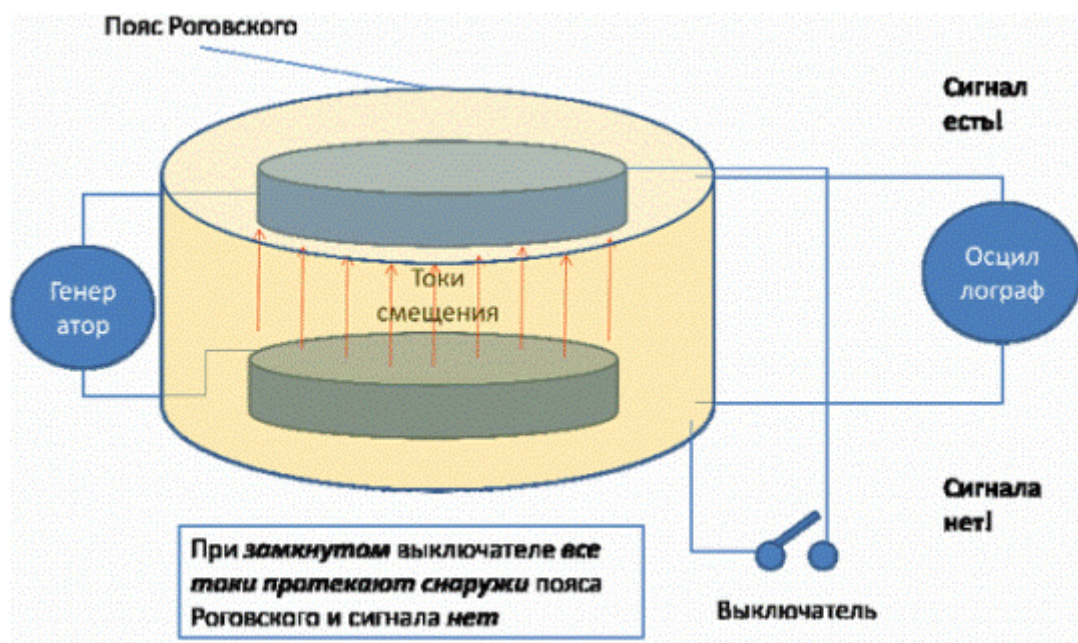 Пояс Роговского
Сигнал
есть!
Генер
атор
Токи
смещения
Осцил
лограф
Сигнала
нет!
При замкнутом выключателе все
токи протекают снаружи пояса
Роговского и сигнала нет
Выключатель